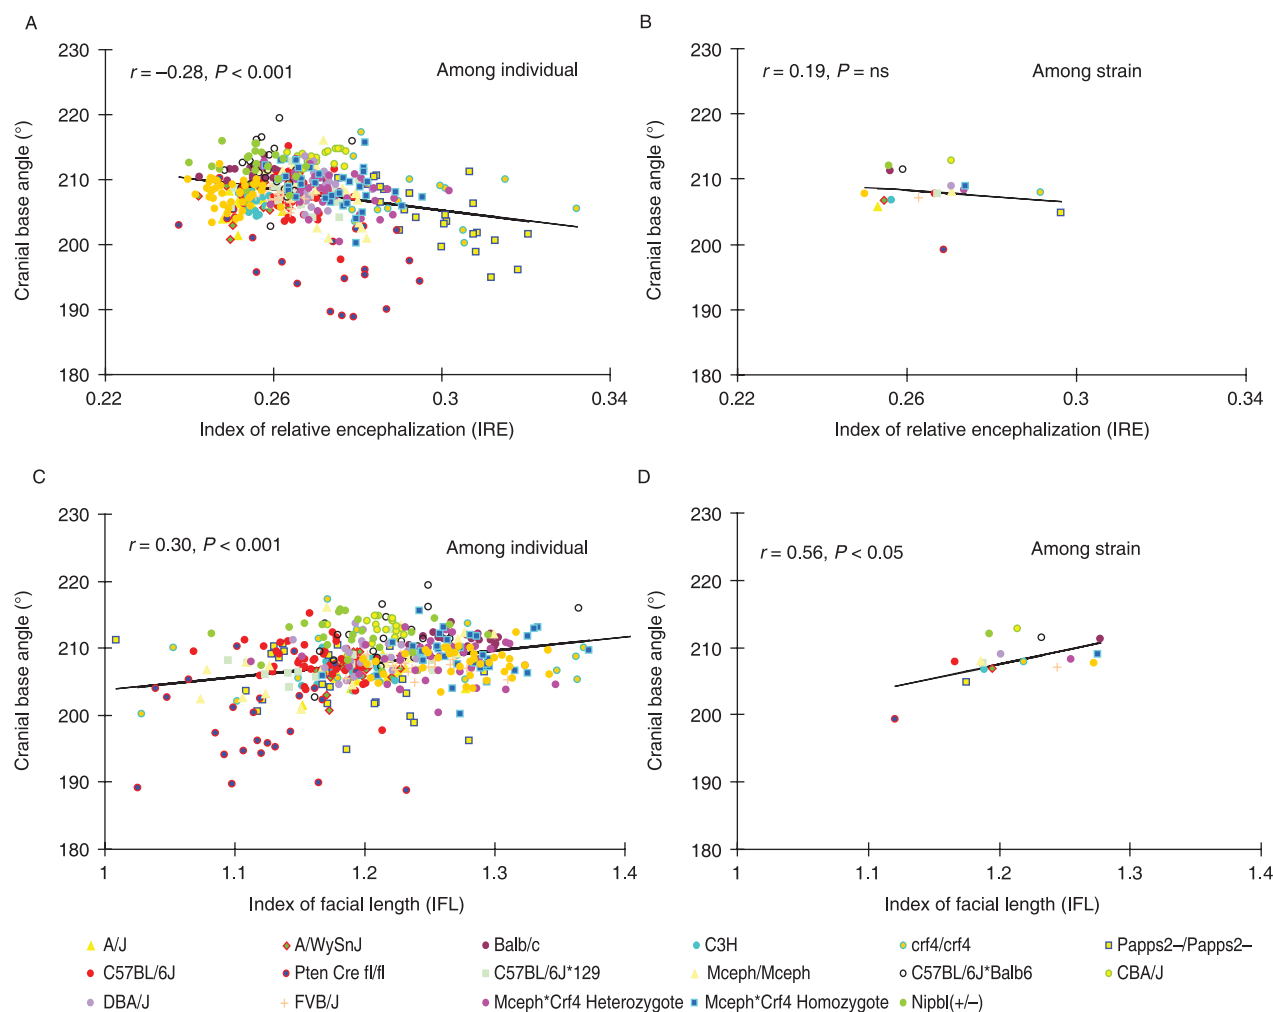 A
230
220
210
200
190
180
0.22
0.26
0.3
0.34
r = –0.28, P < 0.001
Among individual
Cranial base angle (°)
Index of relative encephalization (IRE)
B
230
220
210
200
190
180
0.22
0.26
0.3
0.34
r = 0.19, P = ns
Among strain
Cranial base angle (°)
Index of relative encephalization (IRE)
C
230
220
210
200
190
180
1
1.1
1.2
1.3
1.4
r = 0.30, P < 0.001
Among individual
Cranial base angle (°)
Index of facial length (IFL)
D
230
220
210
200
190
180
1
1.1
1.2
1.3
1.4
r = 0.56, P < 0.05
Among strain
Cranial base angle (°)
Index of facial length (IFL)
A/J
A/WySnJ
Balb/c
C3H
crf4/crf4
Papps2–/Papps2–
C57BL/6J
Pten Cre fl/fl
C57BL/6J*129
Mceph/Mceph
C57BL/6J*Balb6
CBA/J
DBA/J
FVB/J
Mceph*Crf4 Heterozygote
Mceph*Crf4 Homozygote
Nipbl(+/–)